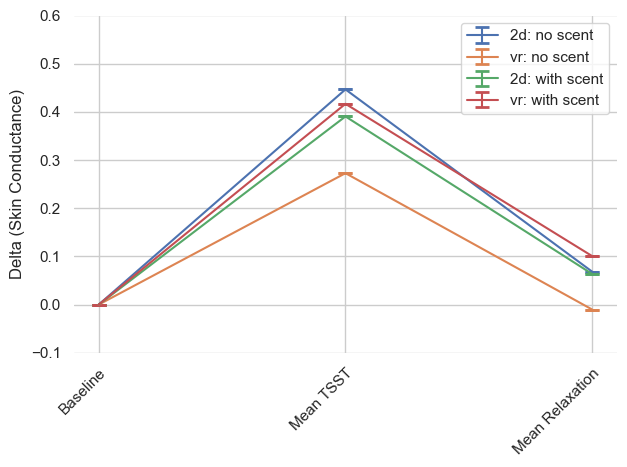 0.6
0.5
0.4
0.3
0.2
0.1
0.0
−0.1
Delta (Skin Conductance)
2d: no scent
vr: no scent
2d: with scent
vr: with scent
Baseline
Mean TSST
Mean Relaxation